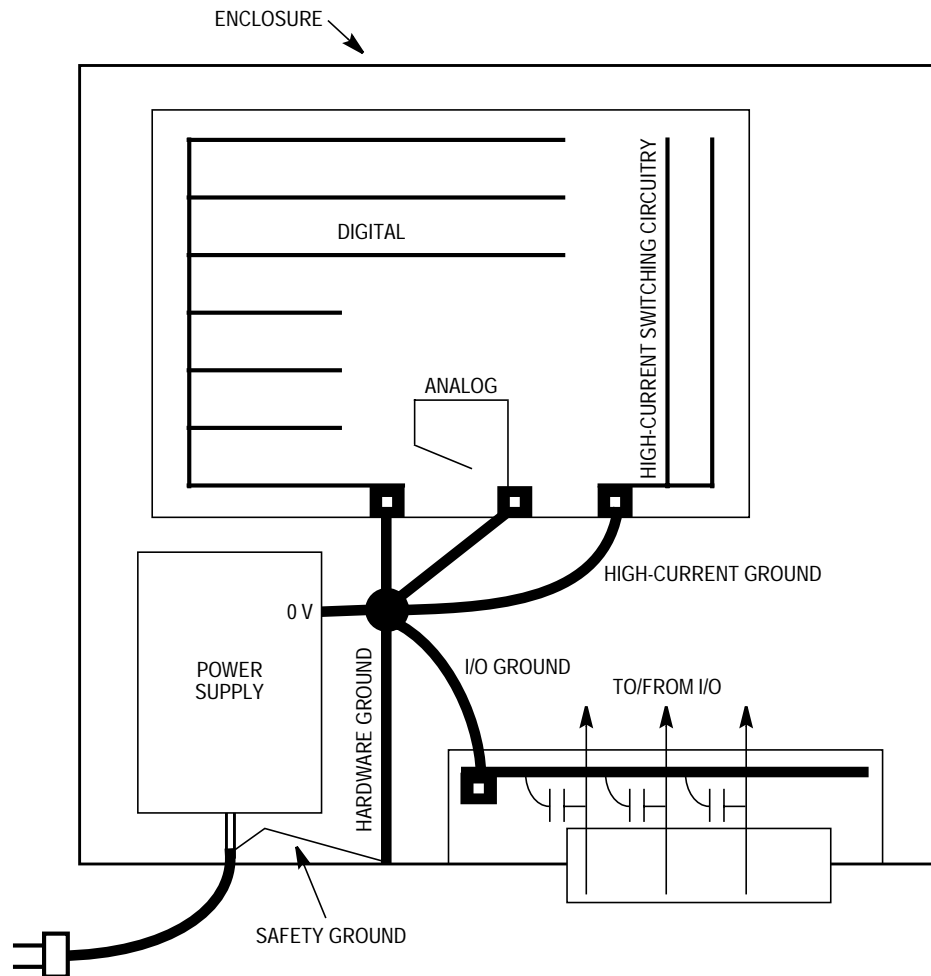 ENCLOSURE
HIGH-CURRENT SWITCHING CIRCUITRY
DIGITAL
ANALOG
HIGH-CURRENT GROUND
0 V
POWER
SUPPLY
HARDWARE GROUND
I/O GROUND
TO/FROM I/O
SAFETY GROUND